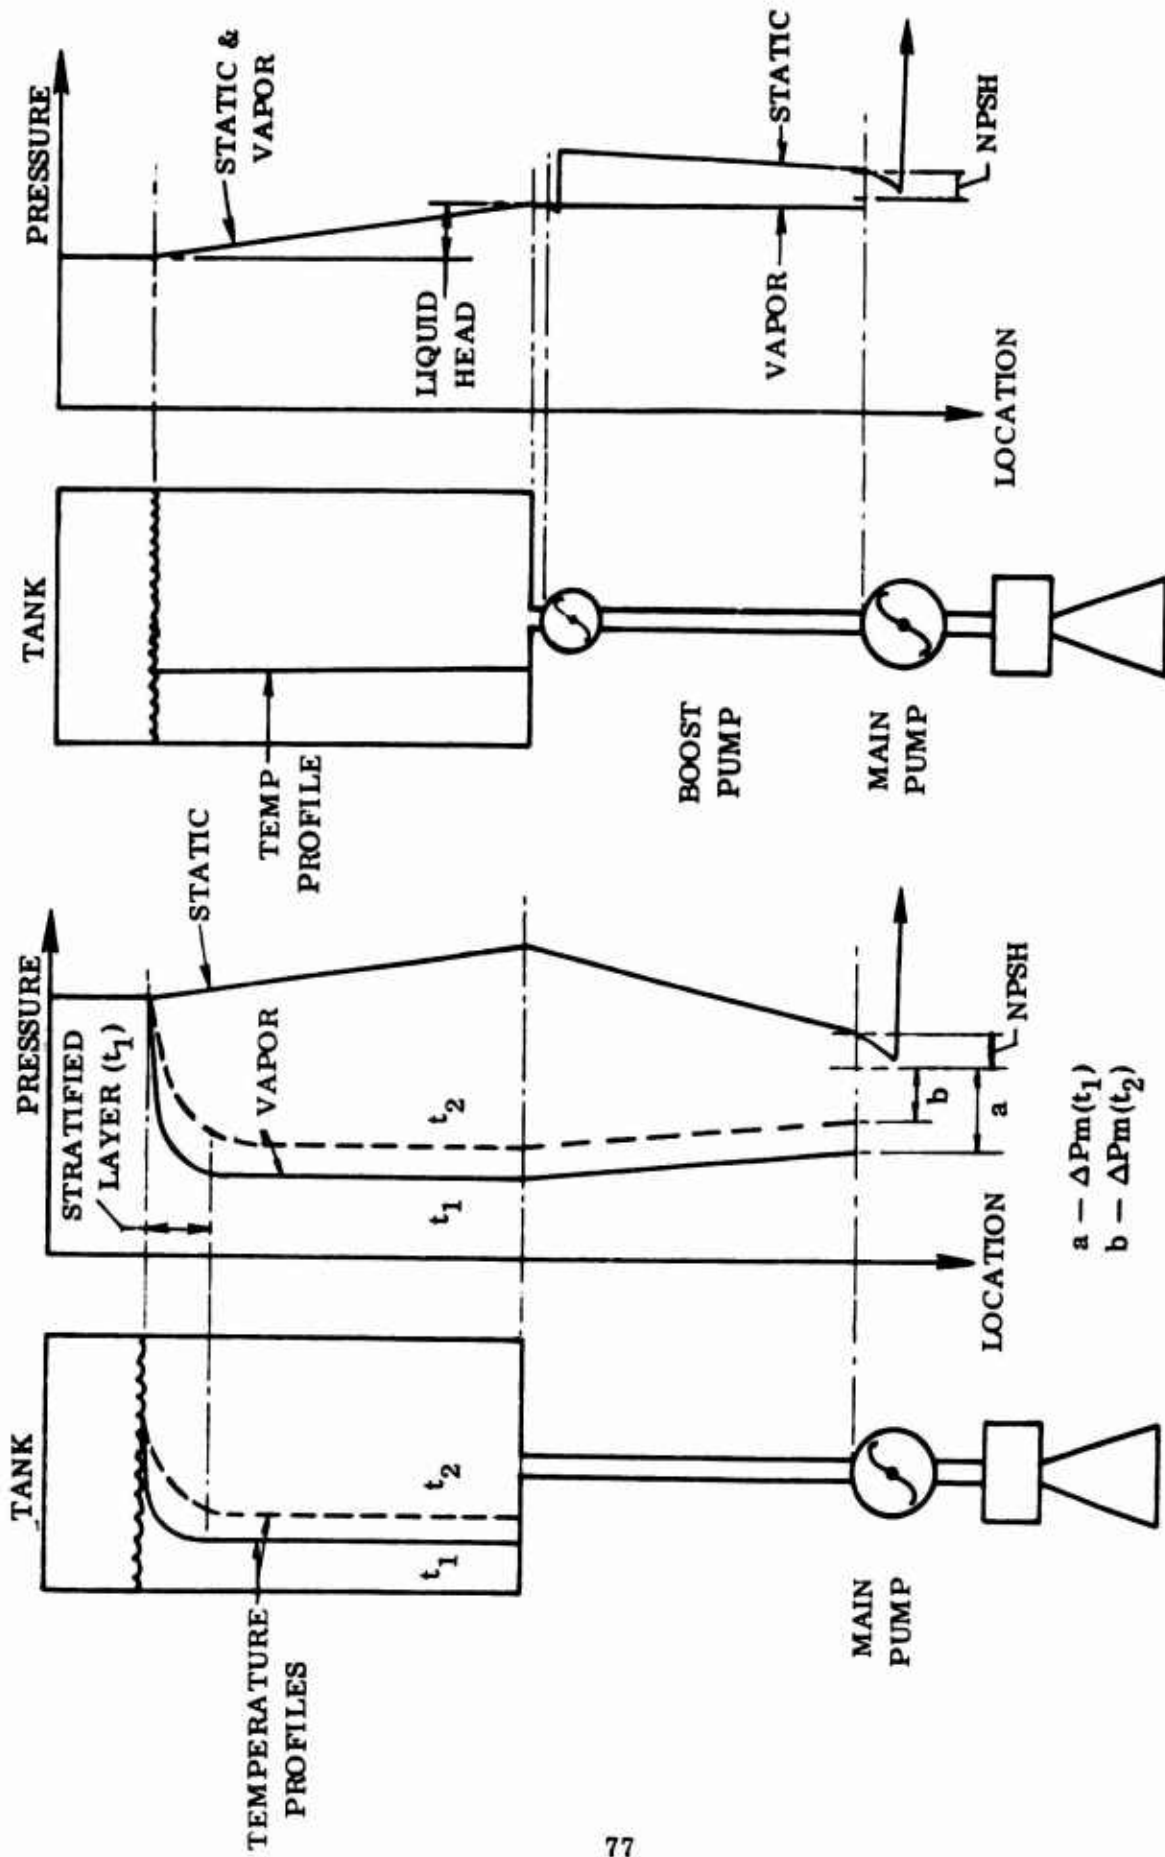 TANK
TEMPERATURE
PROFILES
t1
t2
MAIN
PUMP
PRESSURE
STRATIFIED
LAYER (t1)
STATIC
VAPOR
t2
t1
LOCATION
b
a
NPSH
a — ΔPm(t1)
b — ΔPm(t2)
TANK
TEMP
PROFILE
BOOST
PUMP
MAIN
PUMP
PRESSURE
STATIC &
VAPOR
LIQUID
HEAD
VAPOR
STATIC
NPSH
LOCATION
77